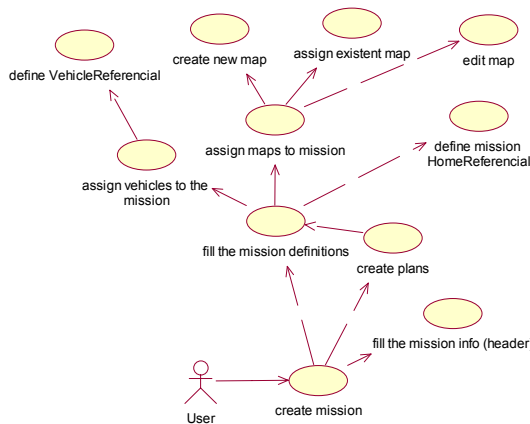 create new map
assign existent map
define VehicleReferencial
edit map
assign maps to mission
define mission
HomeReferencial
assign vehicles to the
mission
fill the mission definitions
create plans
fill the mission info (header
create mission
User